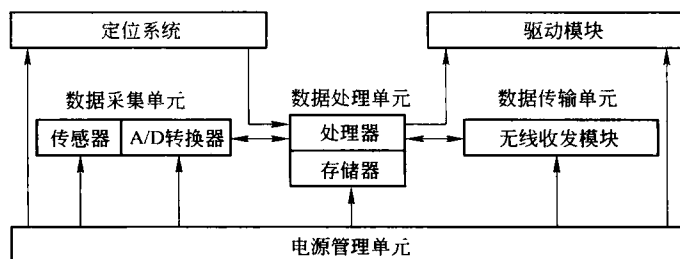 定位系统
驱动模块
数据采集单元
数据处理单元
数据传输单元
传感器
A/D转换器
处理器
存储器
无线收发模块
电源管理单元